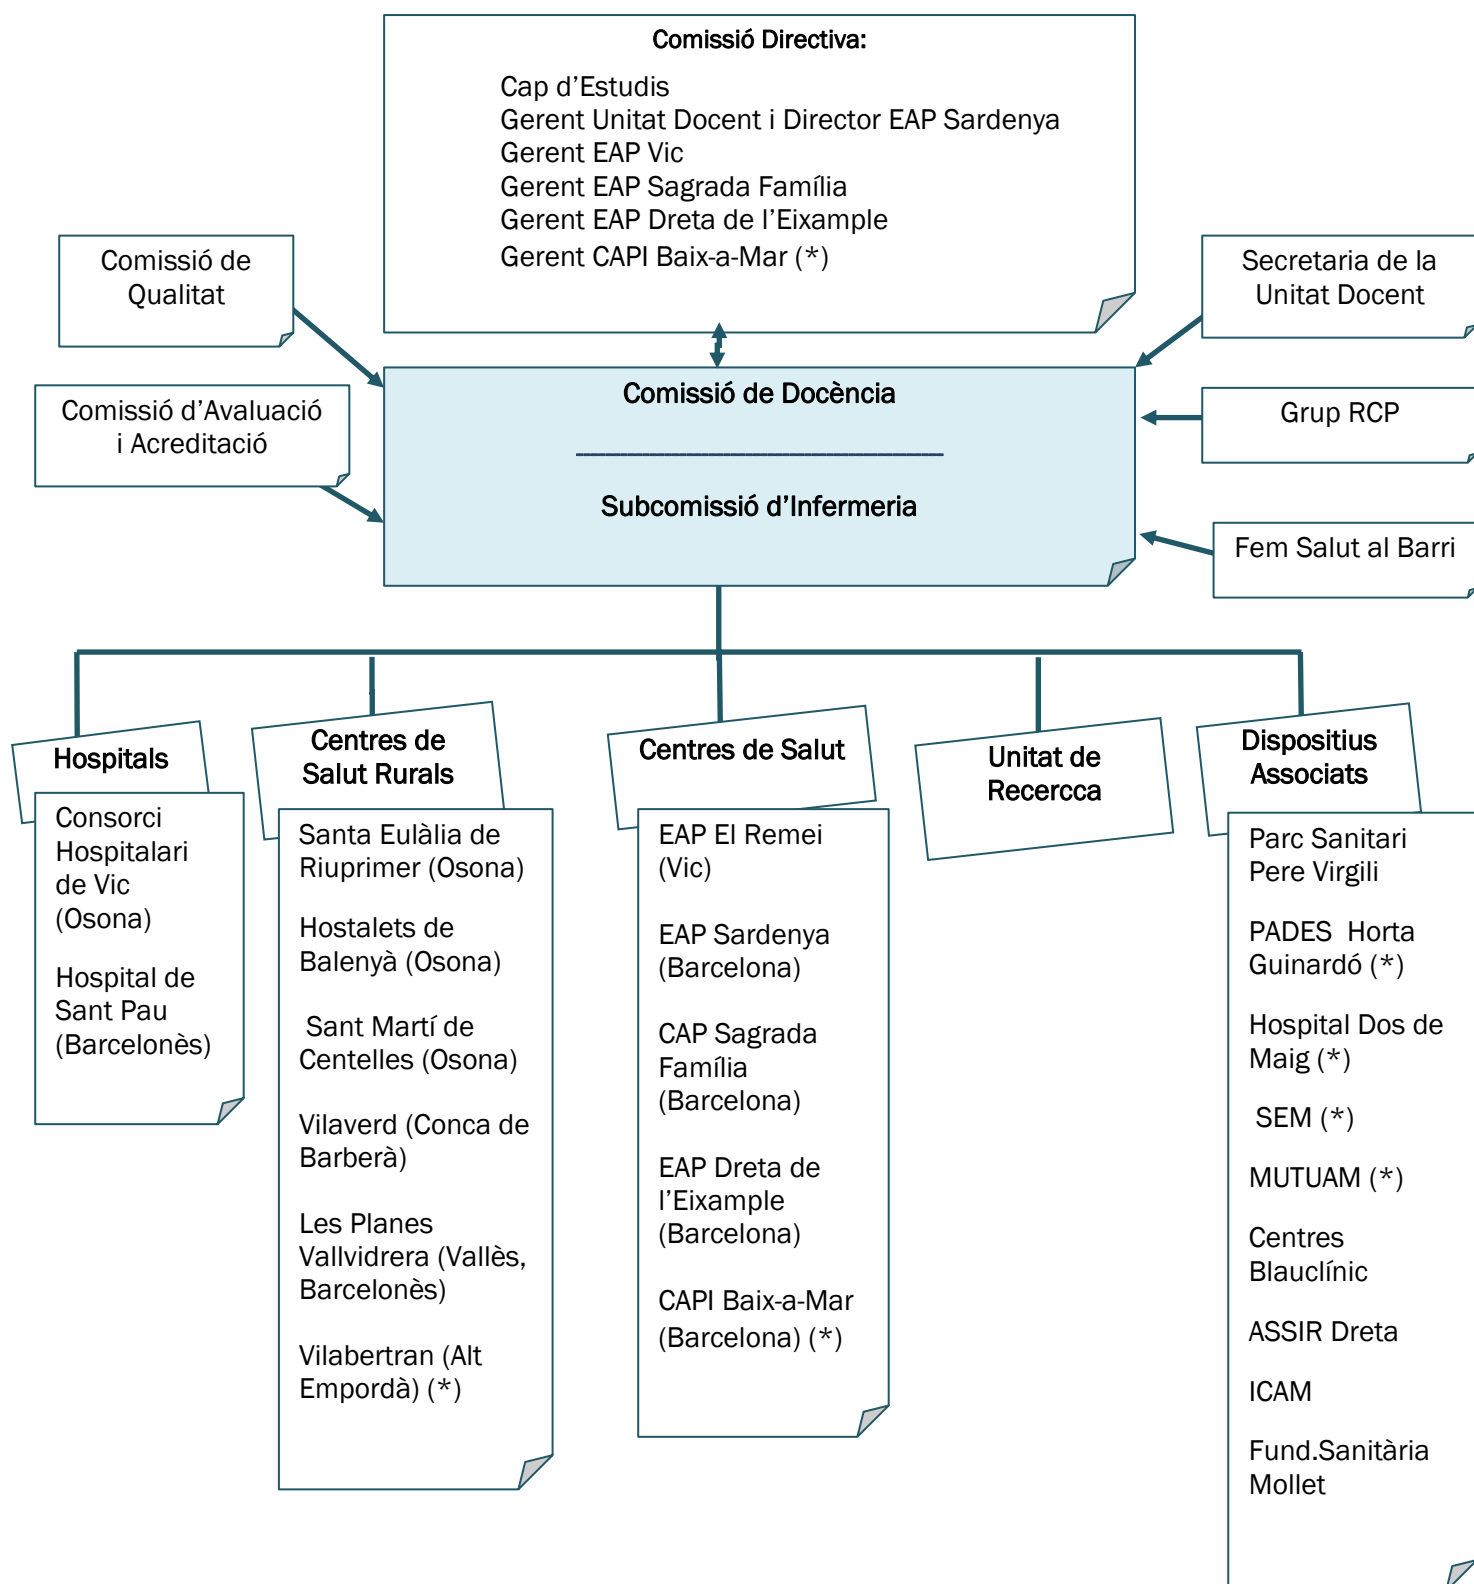 Comissió Directiva:
Cap d’Estudis
Gerent Unitat Docent i Director EAP Sardenya
Gerent EAP Vic
Gerent EAP Sagrada Família
Gerent EAP Dreta de l’Eixample
Gerent CAPI Baix-a-Mar (*)
Comissió de
Qualitat
Secretaria de la
Unitat Docent
Comissió d’Avaluació
i Acreditació
Comissió de Docència
Subcomissió d’Infermeria
Grup RCP
Fem Salut al Barri
Hospitals
Consorci
Hospitalari
de Vic
(Osona)
Hospital de
Sant Pau
(Barcelonès)
Centres de
Salut Rurals
Santa Eulàlia de
Riuprimer (Osona)
Hostalets de
Balenyà (Osona)
Sant Martí de
Centelles (Osona)
Vilaverd (Conca de
Barberà)
Les Planes
Vallvidrera (Vallès,
Barcelonès)
Vilabertran (Alt
Empordà) (*)
Centres de Salut
EAP El Remei
(Vic)
EAP Sardenya
(Barcelona)
CAP Sagrada
Família
(Barcelona)
EAP Dreta de
l’Eixample
(Barcelona)
CAPI Baix-a-Mar
(Barcelona) (*)
Unitat de
Recercca
Dispositius
Associats
Parc Sanitari
Pere Virgili
PADES  Horta
Guinardó (*)
Hospital Dos de
Maig (*)
SEM (*)
MUTUAM (*)
Centres
Blauclínic
ASSIR Dreta
ICAM
Fund.Sanitària
Mollet